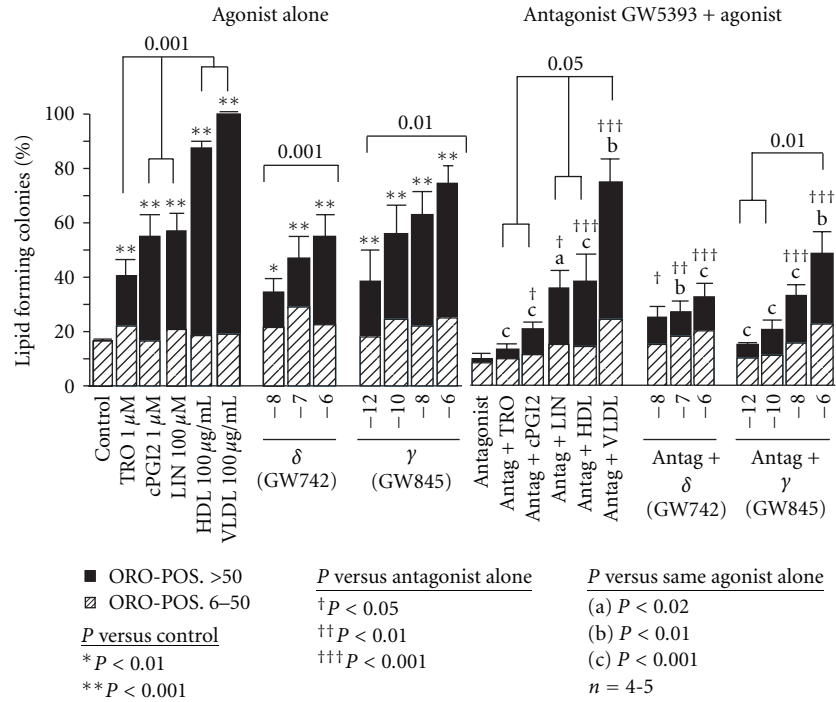 Agonist alone
Antagonist GW5393 + agonist
Lipid forming colonies (%)
100
80
60
40
20
0
0.001
**
**
**
**
**
0.001
*
**
**
0.01
**
**
**
**
0.05
c
†
c
†
a
†††
c
†††
b
†
††
b
†††
c
0.01
c
c
†††
c
†††
b
Control
TRO 1 μM
cPGI2 1 μM
LIN 100 μM
HDL 100 μg/mL
VLDL 100 μg/mL
−8
−7
−6
δ
(GW742)
−12
−10
−8
−6
γ
(GW845)
Antagonist
Antag + TRO
Antag + cPGI2
Antag + LIN
Antag + HDL
Antag + VLDL
−8
−7
−6
Antag +
δ
(GW742)
−12
−10
−8
−6
Antag +
γ
(GW845)
ORO-POS. >50
ORO-POS. 6–50
P versus control
*P < 0.01
**P < 0.001
P versus antagonist alone
†P < 0.05
††P < 0.01
†††P < 0.001
P versus same agonist alone
(a) P < 0.02
(b) P < 0.01
(c) P < 0.001
n = 4-5